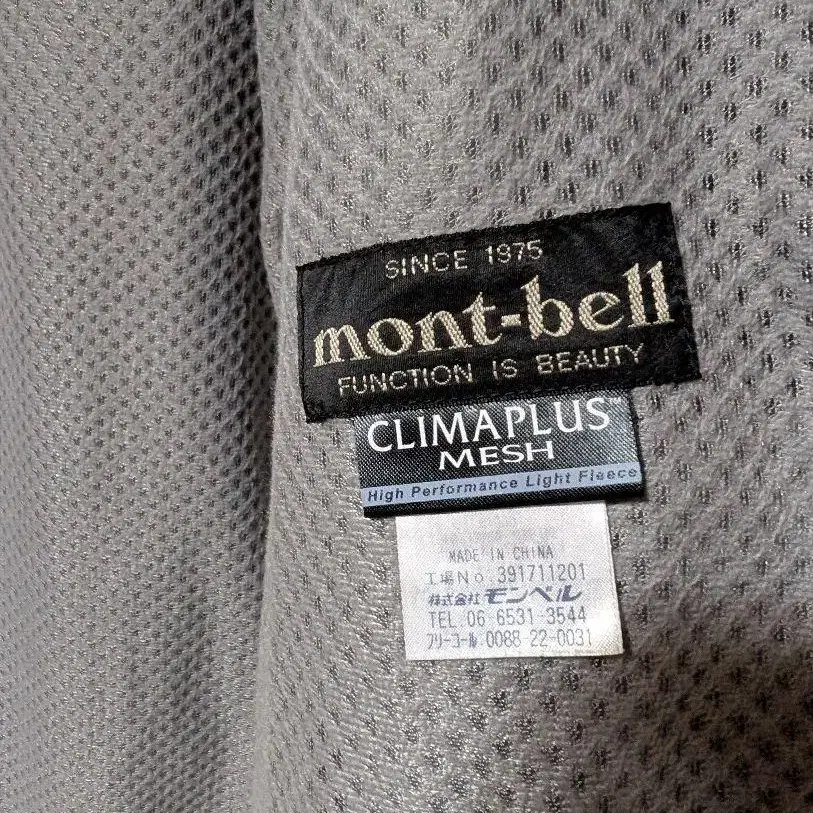 SINCE 1975
mont-bell
FUNCTION IS BEAUTY
CLIMAPLUS™
MESH
High Performance Light Fleece
MADE IN CHINA
工場No. 391711201
株式会社モンベル
TEL 06-6531-3544
フリーコール 0088-22-0031